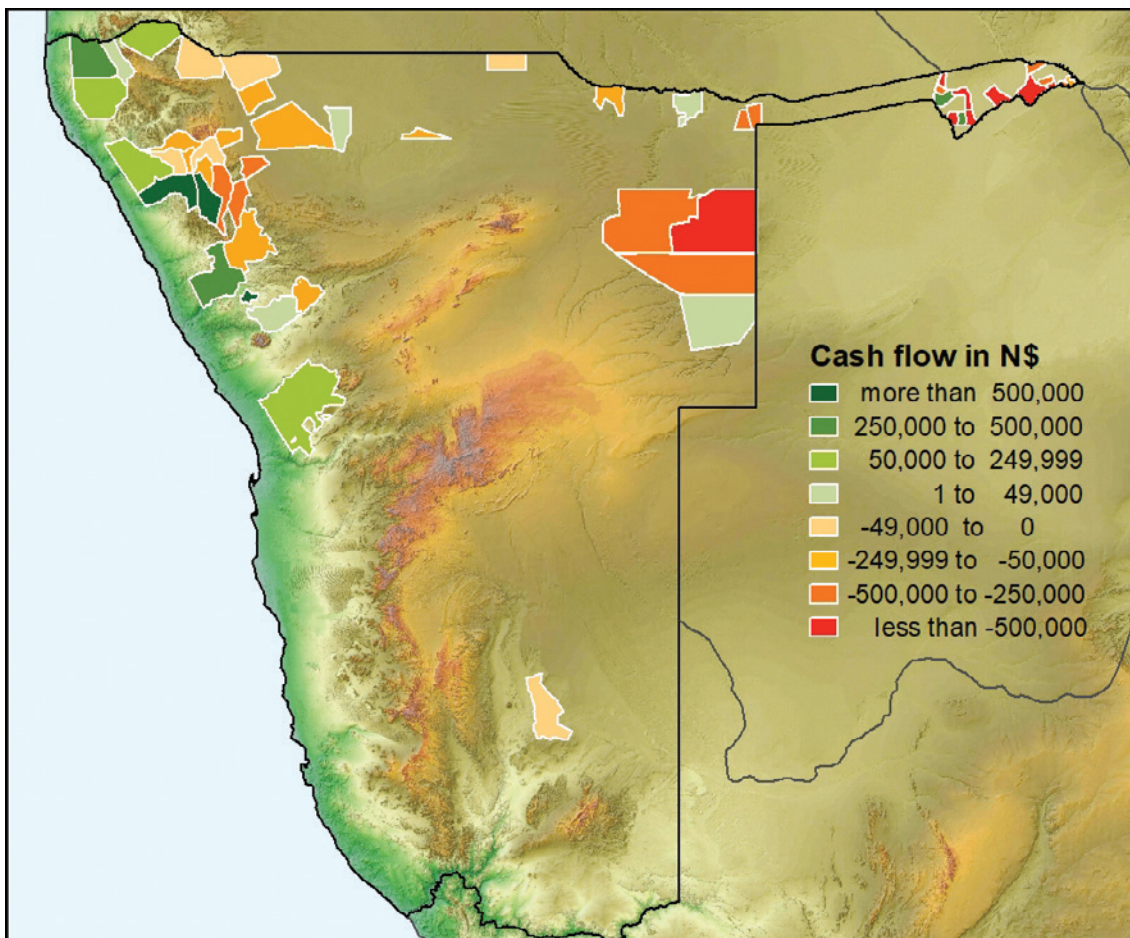 Cash flow in N$
more than 500,000
250,000 to 500,000
50,000 to 249,999
1 to 49,000
-49,000 to 0
-249,999 to -50,000
-500,000 to -250,000
less than -500,000